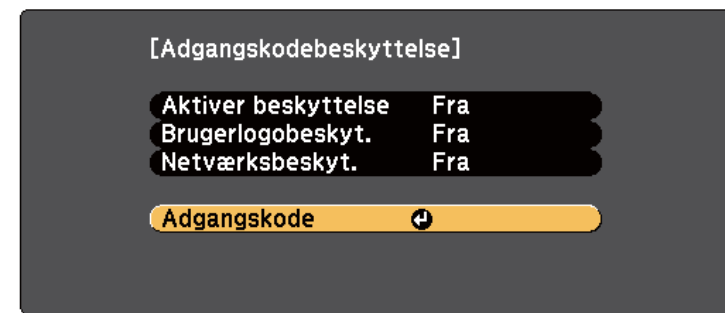 [Adgangskodebeskyttelse]
Aktiver beskyttelse Fra
Brugerlogobeskyt. Fra
Netværksbeskyt. Fra
Adgangskode